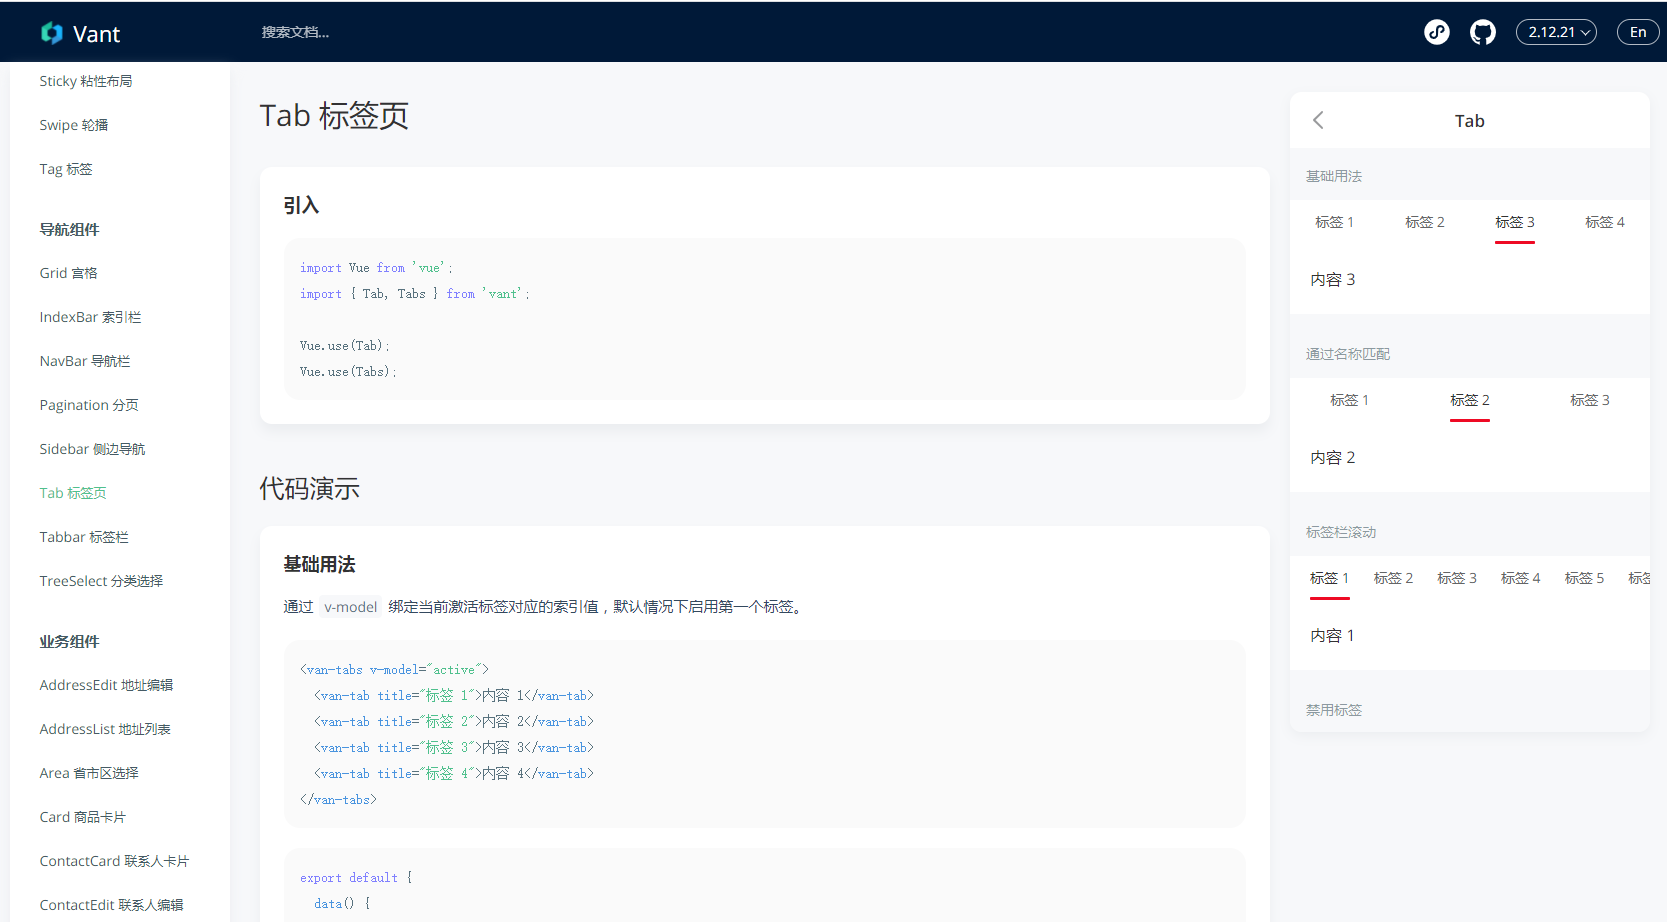 Vant
搜索文档...
2.12.21
En
Sticky 粘性布局
Swipe 轮播
Tag 标签
导航组件
Grid 宫格
IndexBar 索引栏
NavBar 导航栏
Pagination 分页
Sidebar 侧边导航
Tab 标签页
Tabbar 标签栏
TreeSelect 分类选择
业务组件
AddressEdit 地址编辑
AddressList 地址列表
Area 省市区选择
Card 商品卡片
ContactCard 联系人卡片
ContactEdit 联系人编辑
Tab 标签页
引入
import Vue from 'vue';
import { Tab, Tabs } from 'vant';
Vue.use(Tab);
Vue.use(Tabs);
代码演示
基础用法
通过 v-model 绑定当前激活标签对应的索引值，默认情况下启用第一个标签。
<van-tabs v-model="active">
  <van-tab title="标签 1">内容 1</van-tab>
  <van-tab title="标签 2">内容 2</van-tab>
  <van-tab title="标签 3">内容 3</van-tab>
  <van-tab title="标签 4">内容 4</van-tab>
</van-tabs>
export default {
  data() {
Tab
基础用法
标签 1 标签 2 标签 3 标签 4
内容 3
通过名称匹配
标签 1 标签 2 标签 3
内容 2
标签栏滚动
标签 1 标签 2 标签 3 标签 4 标签 5 标签
内容 1
禁用标签